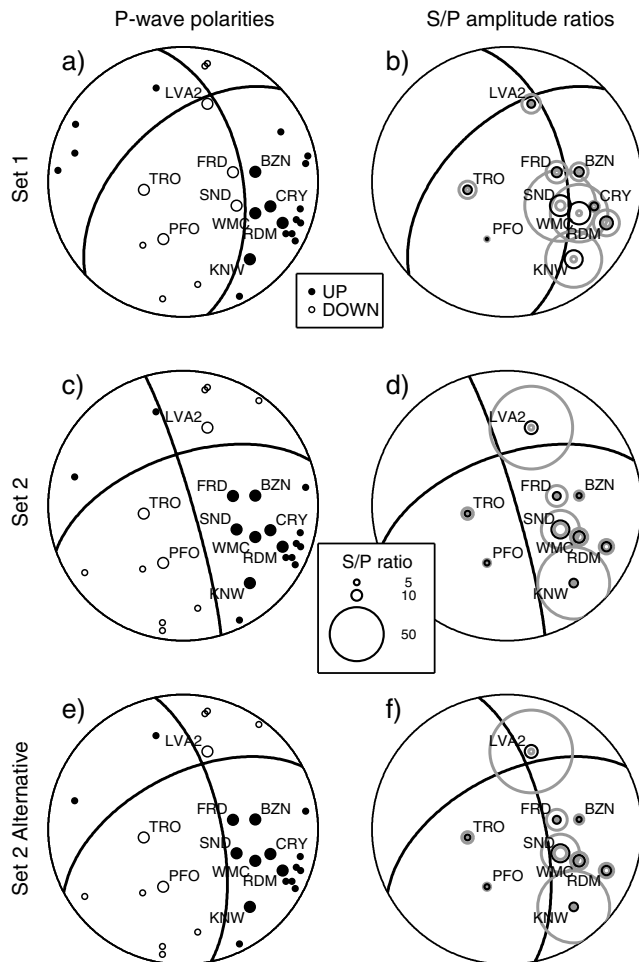 P-wave polarities
S/P amplitude ratios
Set 1
a)
LVA2
FRD
BZN
TRO
SND
CRY
WMC
RDM
PFO
KNW
b)
LVA2
FRD
BZN
TRO
SND
CRY
WMC
RDM
PFO
KNW
UP
DOWN
Set 2
c)
LVA2
FRD
BZN
TRO
SND
CRY
WMC
RDM
PFO
KNW
d)
LVA2
FRD
BZN
TRO
SND
WMC
RDM
PFO
KNW
S/P ratio
5
10
50
Set 2 Alternative
e)
LVA2
FRD
BZN
TRO
SND
CRY
WMC
RDM
PFO
KNW
f)
LVA2
FRD
BZN
TRO
SND
WMC
RDM
PFO
KNW